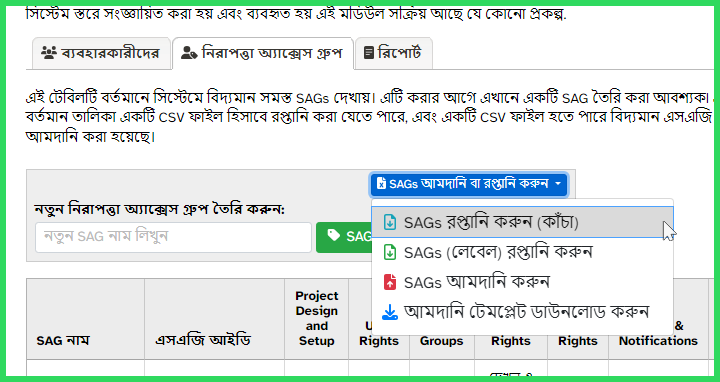 সিস্টেম স্তরে সংজ্ঞায়িত করা হয় এবং ব্যবহৃত হয় এই মডিউল সক্রিয় আছে যে কোনো প্রকল্প.
ব্যবহারকারীদের নিরাপত্তা অ্যাক্সেস গ্রুপ রিপোর্ট
এই টেবিলটি বর্তমানে সিস্টেমে বিদ্যমান সমস্ত SAGs দেখায়। এটি করার আগে এখানে একটি SAG তৈরি করা আবশ্যক।
বর্তমান তালিকা একটি CSV ফাইল হিসাবে রপ্তানি করা যেতে পারে, এবং একটি CSV ফাইল হতে পারে বিদ্যমান এসএজি
আমদানি করা হয়েছে।
SAGs আমদানি বা রপ্তানি করুন
নতুন নিরাপত্তা অ্যাক্সেস গ্রুপ তৈরি করুন:
নতুন SAG নাম লিখুন
SAG
SAGs রপ্তানি করুন (কাঁচা)
SAGs (লেবেল) রপ্তানি করুন
SAGs আমদানি করুন
আমদানি টেমপ্লেট ডাউনলোড করুন
SAG নাম
এসএজি আইডি
Project
Design
and
Setup
Rights
Groups
Rights
Rights
&
Notifications